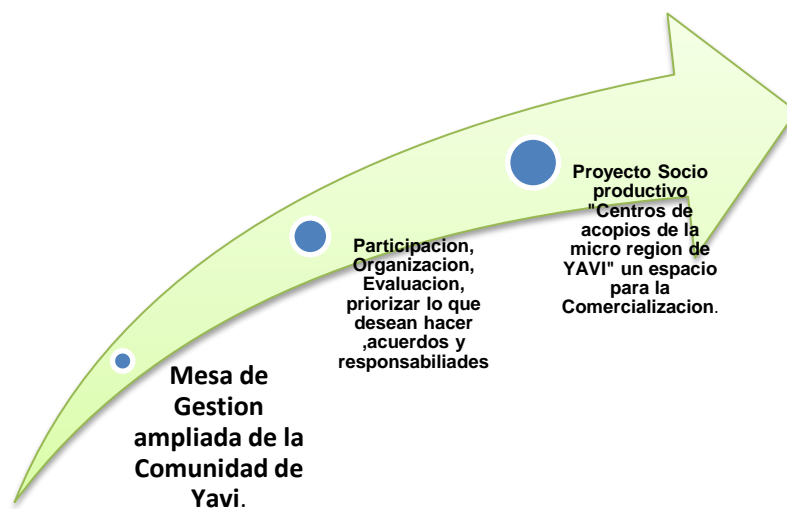 Mesa de
Gestion
ampliada de la
Comunidad de
Yavi.
Participacion,
Organizacion,
Evaluacion,
priorizar lo que
desean hacer
,acuerdos y
responsabiliades
Proyecto Socio
productivo
"Centros de
acopios de la
micro region de
YAVI" un espacio
para la
Comercializacion.